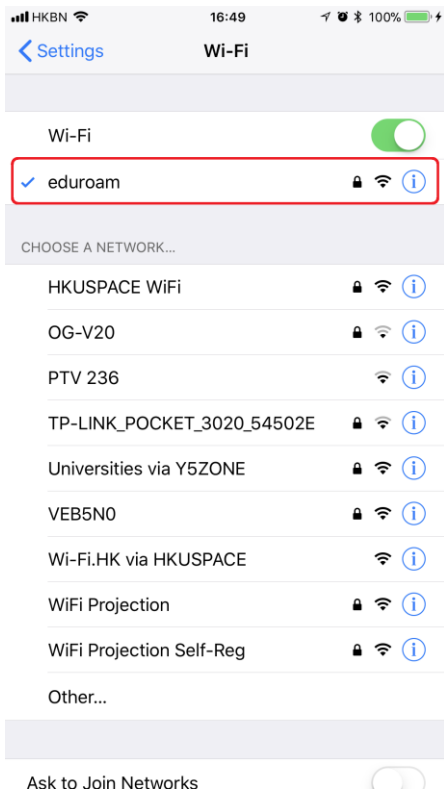 HKBN 16:49 100%
Settings Wi-Fi
Wi-Fi
eduroam
CHOOSE A NETWORK...
HKUSPACE WiFi
OG-V20
PTV 236
TP-LINK_POCKET_3020_54502E
Universities via Y5ZONE
VEB5N0
Wi-Fi.HK via HKUSPACE
WiFi Projection
WiFi Projection Self-Reg
Other...
Ask to Join Networks